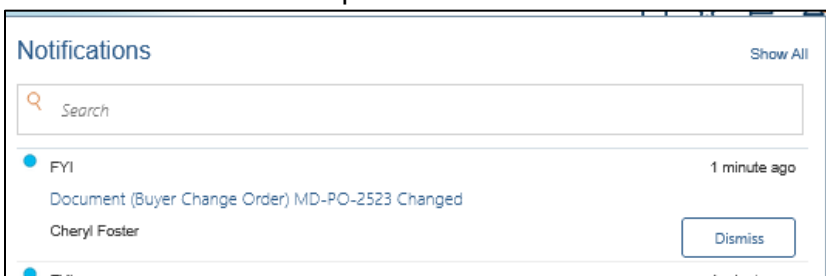 Notifications
Show All
Search
FYI
1 minute ago
Document (Buyer Change Order) MD-PO-2523 Changed
Cheryl Foster
Dismiss